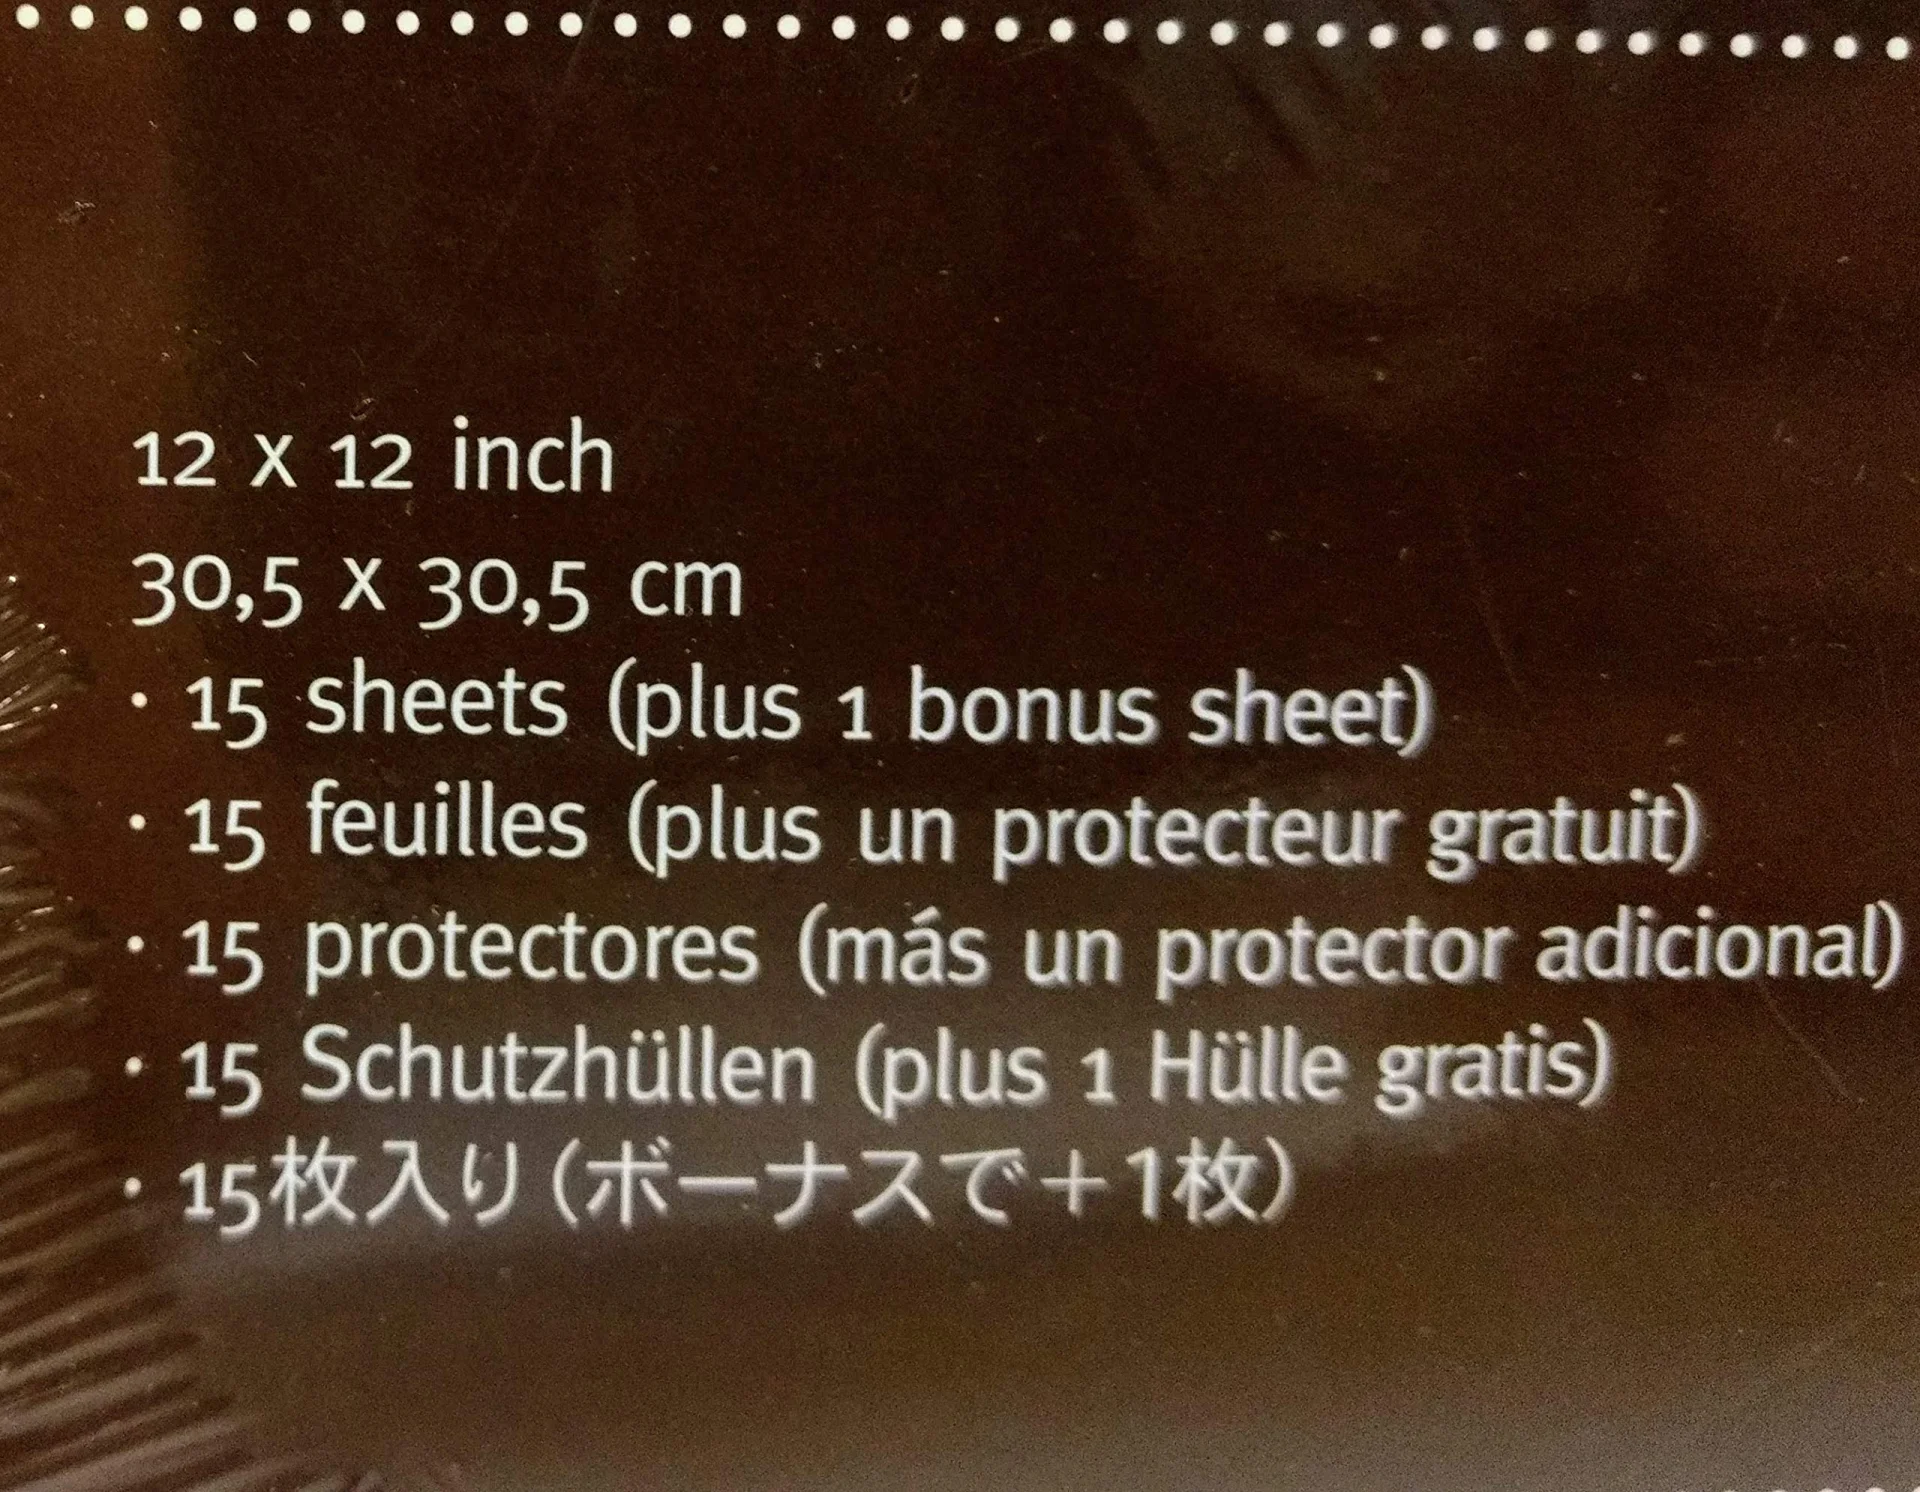 12 x 12 inch
30,5 x 30,5 cm
• 15 sheets (plus 1 bonus sheet)
• 15 feuilles (plus un protecteur gratuit)
• 15 protectores (más un protector adicional)
• 15 Schutzhüllen (plus 1 Hülle gratis)
• 15枚入り（ボーナスで＋1枚）